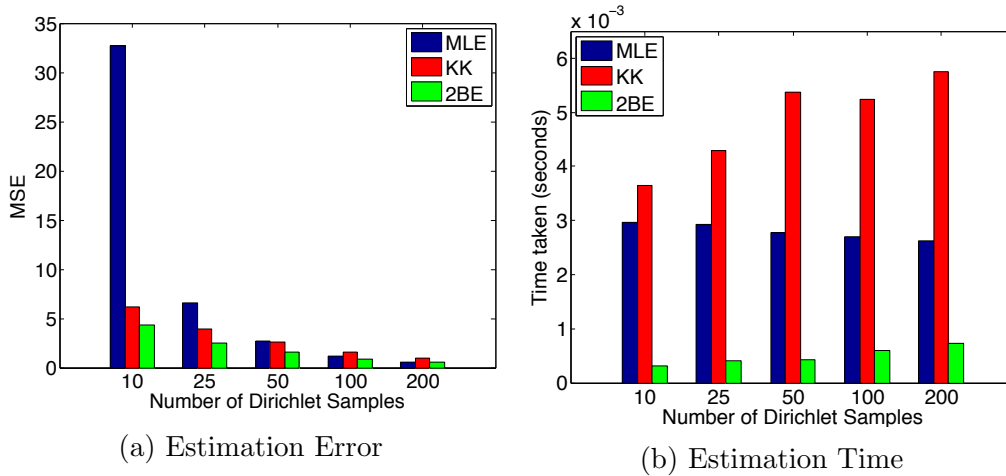 35
30
25
20
15
10
5
0
MSE
MLE
KK
2BE
10 25 50 100 200
Number of Dirichlet Samples
(a) Estimation Error
x 10⁻³
6
5
4
3
2
1
0
Time taken (seconds)
MLE
KK
2BE
10 25 50 100 200
Number of Dirichlet Samples
(b) Estimation Time